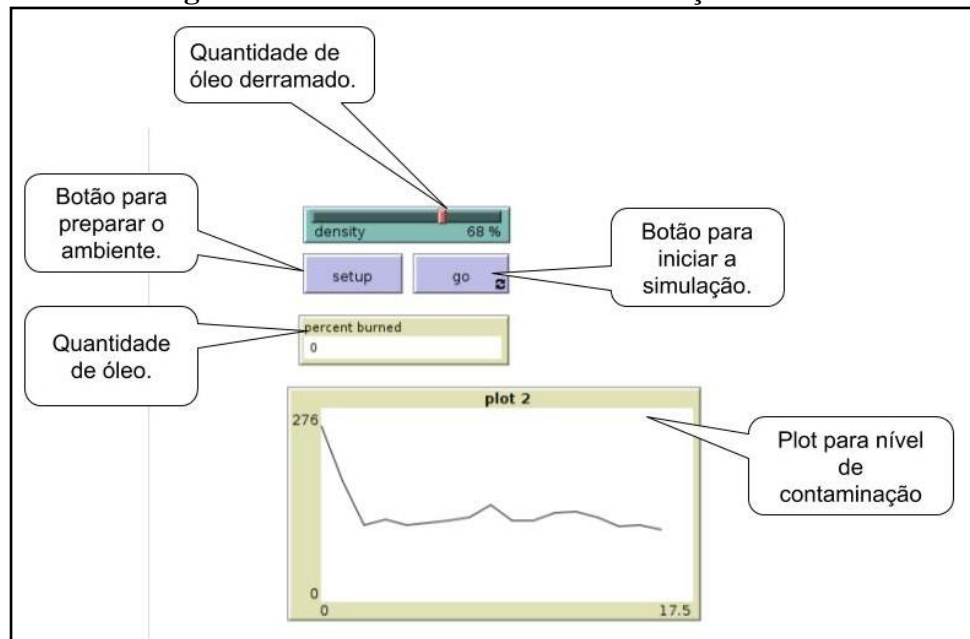 Quantidade de
óleo derramado.
Botão para
preparar o
ambiente.
density 68 %
setup
go
Botão para
iniciar a
simulação.
percent burned
0
Quantidade
de óleo.
plot 2
276
0
0 17.5
Plot para nível
de
contaminação